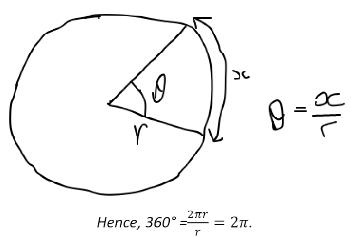 θ
x
r
θ = x/r
Hence, 360° = 2πr/r = 2π.